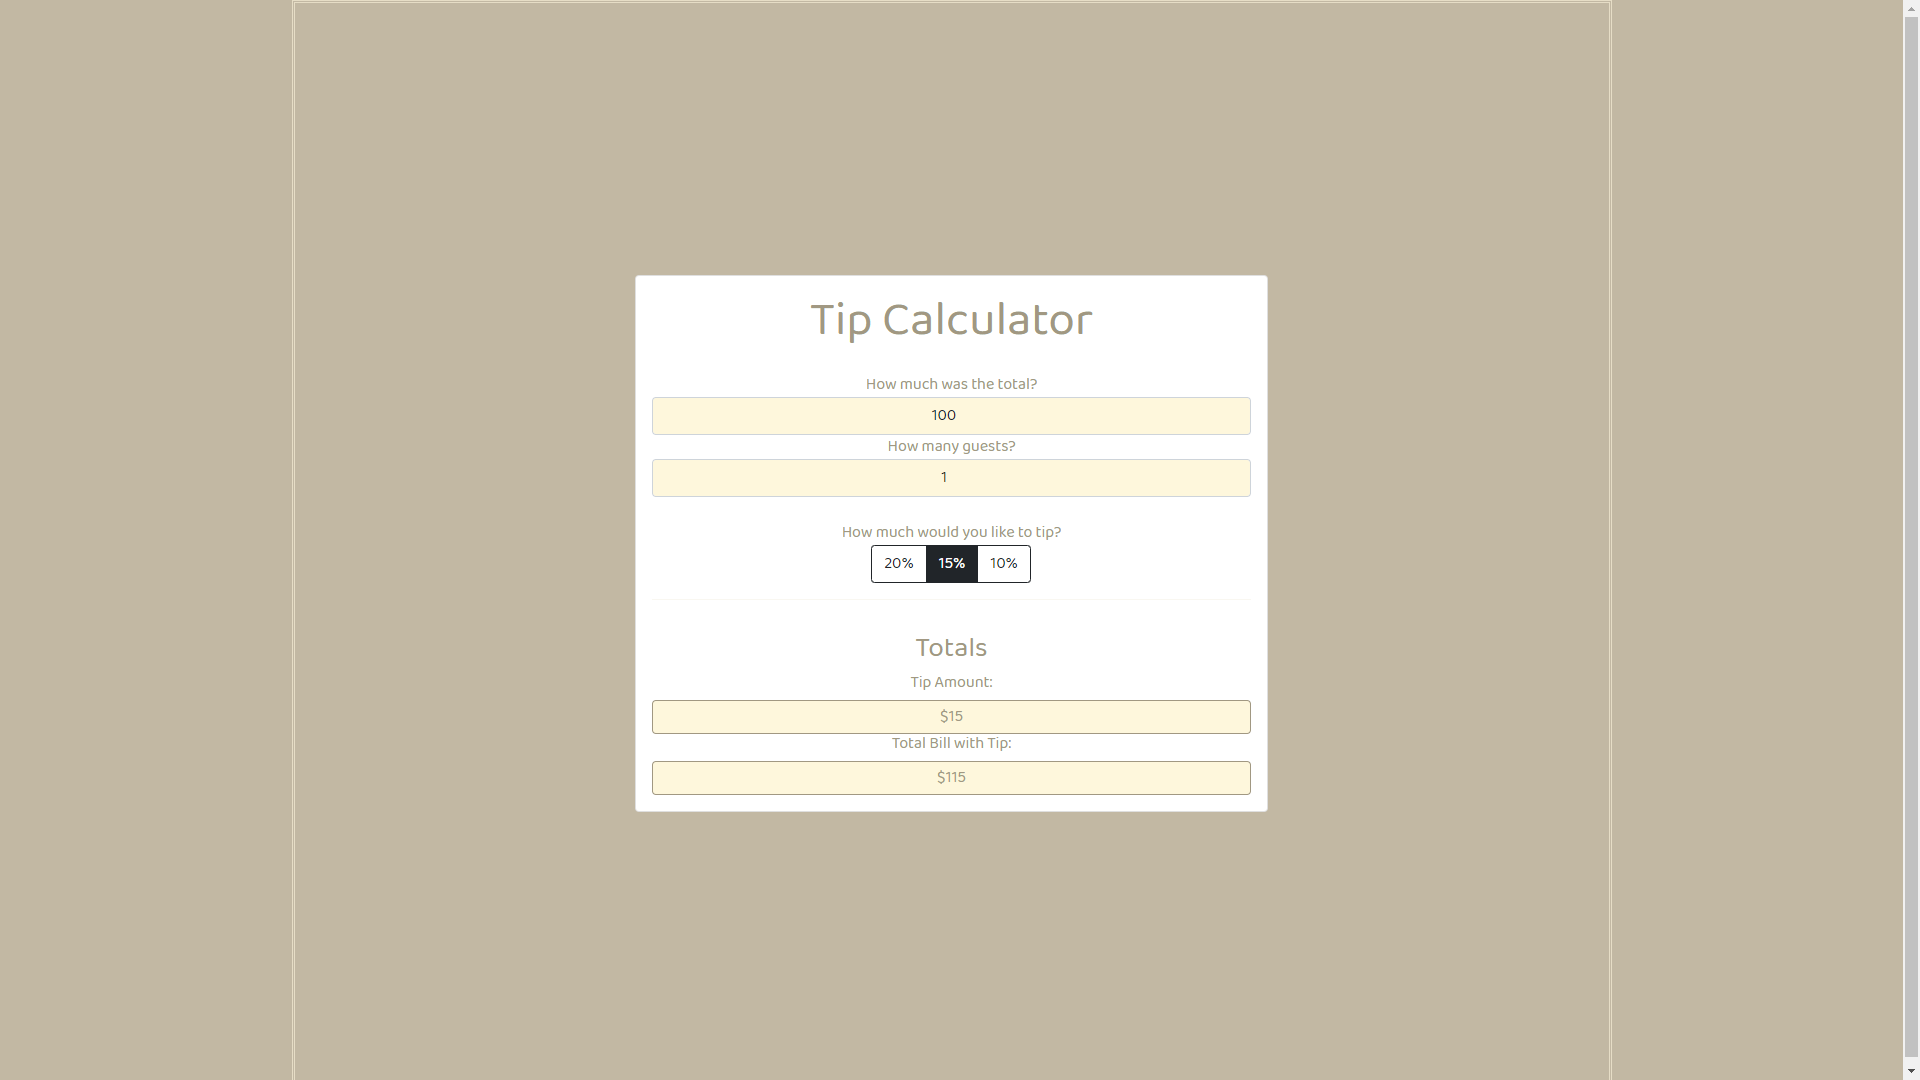 Tip Calculator
How much was the total?
100
How many guests?
1
How much would you like to tip?
20% 15% 10%
Totals
Tip Amount:
$15
Total Bill with Tip:
$115